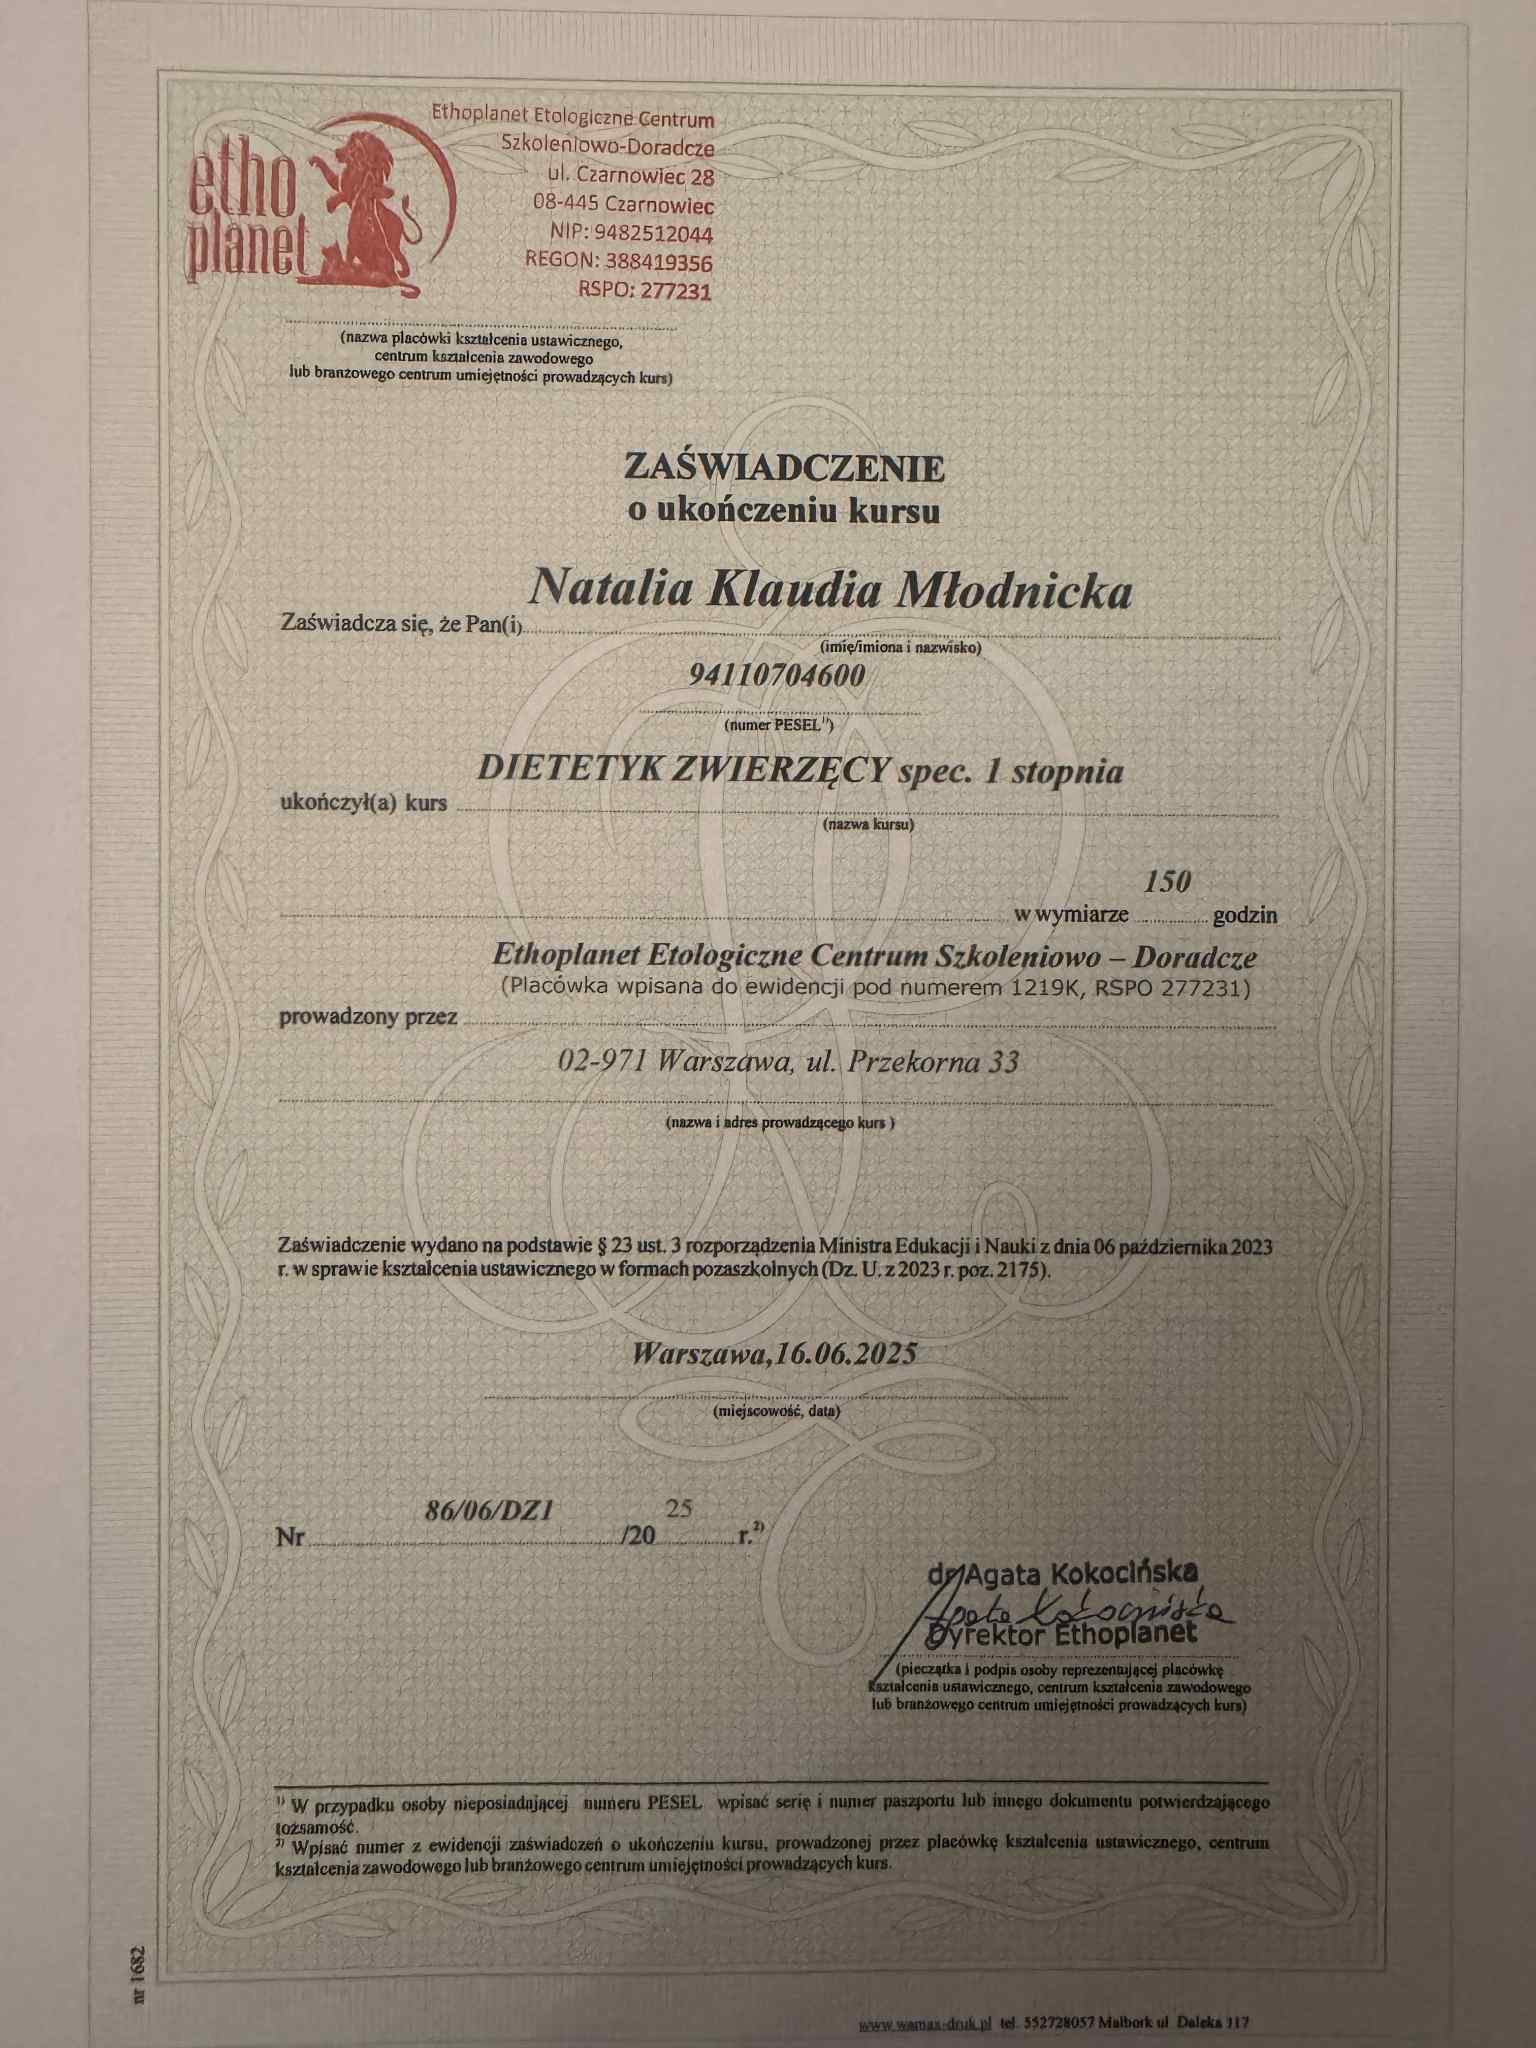 etho
planet
Ethoplanet Etologiczne Centrum
Szkoleniowo-Doradcze
ul. Czarnowiec 28
08-445 Czarnowiec
NIP: 9482512044
REGON: 388419356
RSPO: 277231
(nazwa placówki kształcenia ustawicznego,
centrum kształcenia zawodowego
lub branżowego centrum umiejętności prowadzących kurs)
ZAŚWIADCZENIE
o ukończeniu kursu
Natalia Klaudia Młodnicka
Zaświadcza się, że Pan(i)
(imię/imiona i nazwisko)
94110704600
(numer PESEL¹⁾)
DIETETYK ZWIERZĘCY spec. 1 stopnia
ukończył(a) kurs
(nazwa kursu)
150
w wymiarze godzin
Ethoplanet Etologiczne Centrum Szkoleniowo – Doradcze
(Placówka wpisana do ewidencji pod numerem 1219K, RSPO 277231)
prowadzony przez
02-971 Warszawa, ul. Przekorna 33
(nazwa i adres prowadzącego kurs )
Zaświadczenie wydano na podstawie § 23 ust. 3 rozporządzenia Ministra Edukacji i Nauki z dnia 06 października 2023
r. w sprawie kształcenia ustawicznego w formach pozaszkolnych (Dz. U. z 2023 r. poz. 2175).
Warszawa,16.06.2025
(miejscowość, data)
86/06/DZ1 25
Nr /20 r.²⁾
dr Agata Kokocińska
Agata Kokocińska
Dyrektor Ethoplanet
(pieczątka i podpis osoby reprezentującej placówkę
kształcenia ustawicznego, centrum kształcenia zawodowego
lub branżowego centrum umiejętności prowadzących kurs)
¹⁾ W przypadku osoby nieposiadającej numeru PESEL wpisać serię i numer paszportu lub innego dokumentu potwierdzającego
tożsamość.
²⁾ Wpisać numer z ewidencji zaświadczeń o ukończeniu kursu, prowadzonej przez placówkę kształcenia ustawicznego, centrum
kształcenia zawodowego lub branżowego centrum umiejętności prowadzących kurs.
nr 1682
www.wamax-druk.pl tel. 552728057 Malbork ul Daleka 117